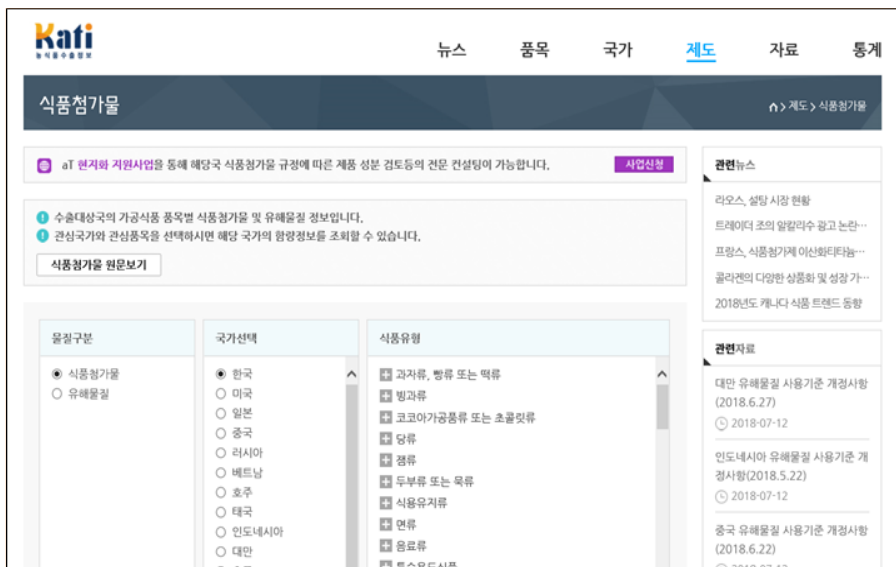 Kati
농식품수출정보
뉴스
품목
국가
제도
자료
통계
식품첨가물
> 제도 > 식품첨가물
aT 현지화 지원사업을 통해 해당국 식품첨가물 규정에 따른 제품 성분 검토등의 전문 컨설팅이 가능합니다.
사업신청
수출대상국의 가공식품 품목별 식품첨가물 및 유해물질 정보입니다.
관심국가와 관심품목을 선택하시면 해당 국가의 함량정보를 조회할 수 있습니다.
식품첨가물 원문보기
물질구분
식품첨가물
유해물질
국가선택
한국
미국
일본
중국
러시아
베트남
호주
태국
인도네시아
대만
식품유형
과자류, 빵류 또는 떡류
빙과류
코코아가공품류 또는 초콜릿류
당류
잼류
두부류 또는 묵류
식용유지류
면류
음료류
특수용도식품
관련뉴스
라오스, 설탕 시장 현황
트레이더 조의 알칼리수 광고 논란…
프랑스, 식품첨가제 이산화티타늄…
콜라겐의 다양한 상품화 및 성장 가…
2018년도 캐나다 식품 트렌드 동향
관련자료
대만 유해물질 사용기준 개정사항
(2018.6.27)
2018-07-12
인도네시아 유해물질 사용기준 개
정사항(2018.5.22)
2018-07-12
중국 유해물질 사용기준 개정사항
(2018.6.22)
2018-07-12